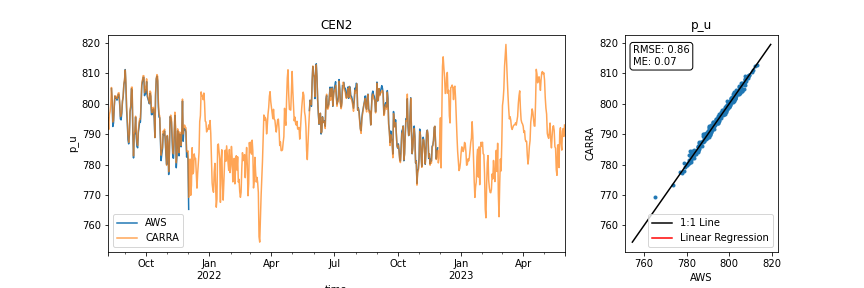 CEN2
p_u
820
810
800
790
780
770
760
p_u
AWS
CARRA
Oct
Jan
2022
Apr
Jul
Oct
Jan
2023
Apr
time
p_u
820
810
800
790
780
770
760
CARRA
RMSE: 0.86
ME: 0.07
1:1 Line
Linear Regression
760
780
800
820
AWS